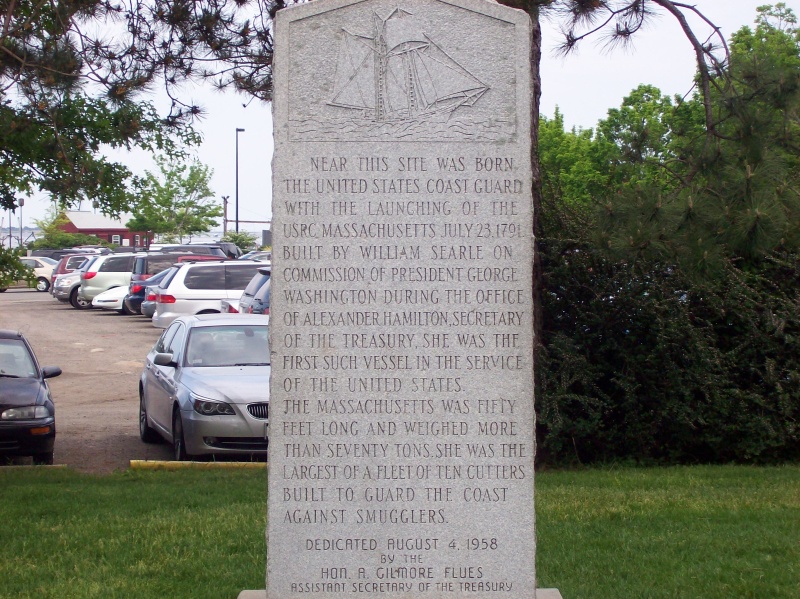 NEAR THIS SITE WAS BORN
THE UNITED STATES COAST GUARD
WITH THE LAUNCHING OF THE
USRC MASSACHUSETTS JULY 23, 1791
BUILT BY WILLIAM SEARLE ON
COMMISSION OF PRESIDENT GEORGE
WASHINGTON DURING THE OFFICE
OF ALEXANDER HAMILTON, SECRETARY
OF THE TREASURY, SHE WAS THE
FIRST SUCH VESSEL IN THE SERVICE
OF THE UNITED STATES.
THE MASSACHUSETTS WAS FIFTY
FEET LONG AND WEIGHED MORE
THAN SEVENTY TONS. SHE WAS THE
LARGEST OF A FLEET OF TEN CUTTERS
BUILT TO GUARD THE COAST
AGAINST SMUGGLERS.
DEDICATED AUGUST 4, 1958
BY THE
HON. A. GILMORE FLUES
ASSISTANT SECRETARY OF THE TREASURY